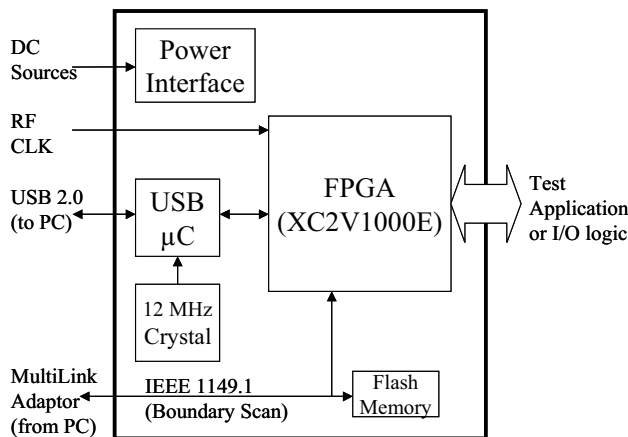 DC
Sources
Power
Interface
RF
CLK
USB 2.0
(to PC)
USB
µC
FPGA
(XC2V1000E)
Test
Application
or I/O logic
12 MHz
Crystal
MultiLink
Adaptor
(from PC)
IEEE 1149.1
(Boundary Scan)
Flash
Memory